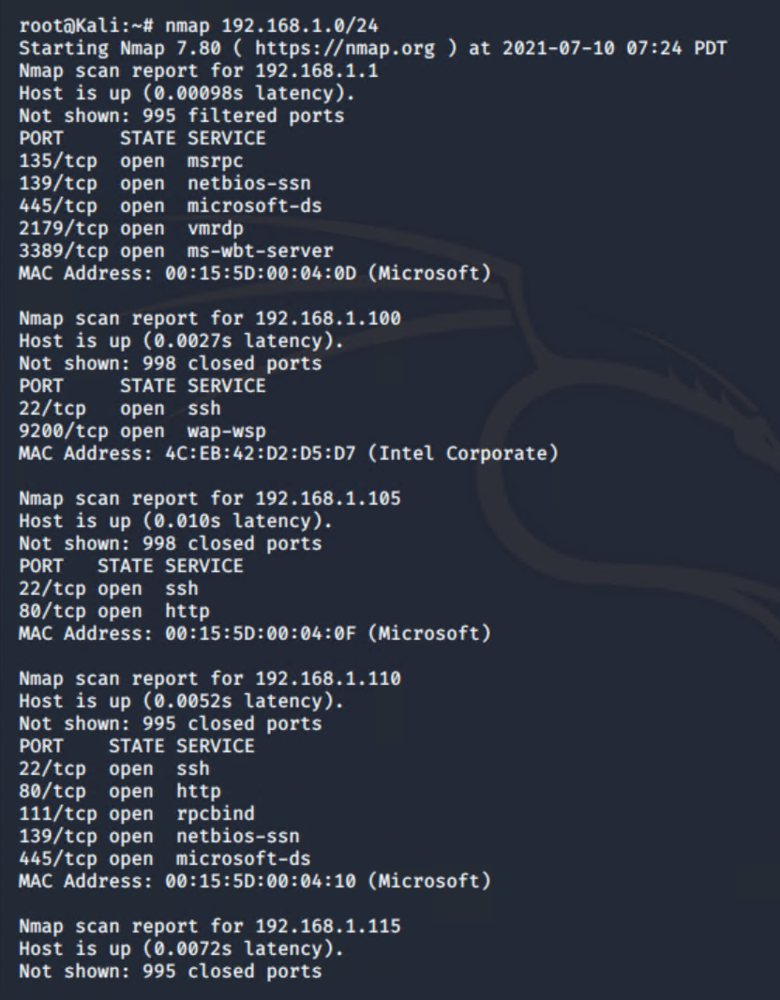 root@Kali:~# nmap 192.168.1.0/24
Starting Nmap 7.80 ( https://nmap.org ) at 2021-07-10 07:24 PDT
Nmap scan report for 192.168.1.1
Host is up (0.00098s latency).
Not shown: 995 filtered ports
PORT     STATE SERVICE
135/tcp  open  msrpc
139/tcp  open  netbios-ssn
445/tcp  open  microsoft-ds
2179/tcp open  vmrdp
3389/tcp open  ms-wbt-server
MAC Address: 00:15:5D:00:04:0D (Microsoft)

Nmap scan report for 192.168.1.100
Host is up (0.0027s latency).
Not shown: 998 closed ports
PORT     STATE SERVICE
22/tcp   open  ssh
9200/tcp open  wap-wsp
MAC Address: 4C:EB:42:D2:D5:D7 (Intel Corporate)

Nmap scan report for 192.168.1.105
Host is up (0.010s latency).
Not shown: 998 closed ports
PORT   STATE SERVICE
22/tcp open  ssh
80/tcp open  http
MAC Address: 00:15:5D:00:04:0F (Microsoft)

Nmap scan report for 192.168.1.110
Host is up (0.0052s latency).
Not shown: 995 closed ports
PORT    STATE SERVICE
22/tcp  open  ssh
80/tcp  open  http
111/tcp open  rpcbind
139/tcp open  netbios-ssn
445/tcp open  microsoft-ds
MAC Address: 00:15:5D:00:04:10 (Microsoft)

Nmap scan report for 192.168.1.115
Host is up (0.0072s latency).
Not shown: 995 closed ports